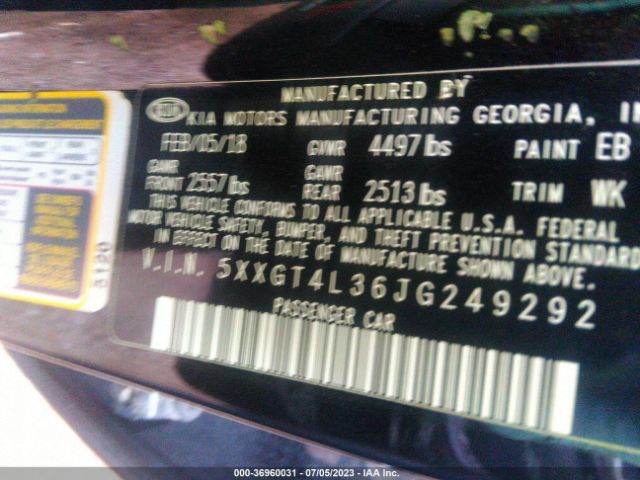 MANUFACTURED BY
KIA KIA MOTORS MANUFACTURING GEORGIA, IN
FEB/05/18 GVWR 4497 lbs PAINT EB
GAWR FRONT 2557 lbs GAWR REAR 2513 lbs TRIM WK
THIS VEHICLE CONFORMS TO ALL APPLICABLE U.S.A. FEDERAL
MOTOR VEHICLE SAFETY, BUMPER, AND THEFT PREVENTION STANDARD
IN EFFECT ON THE DATE OF MANUFACTURE SHOWN ABOVE.
V.I.N. 5XXGT4L36JG249292
PASSENGER CAR
000-36960031 - 07/05/2023 - IAA Inc.